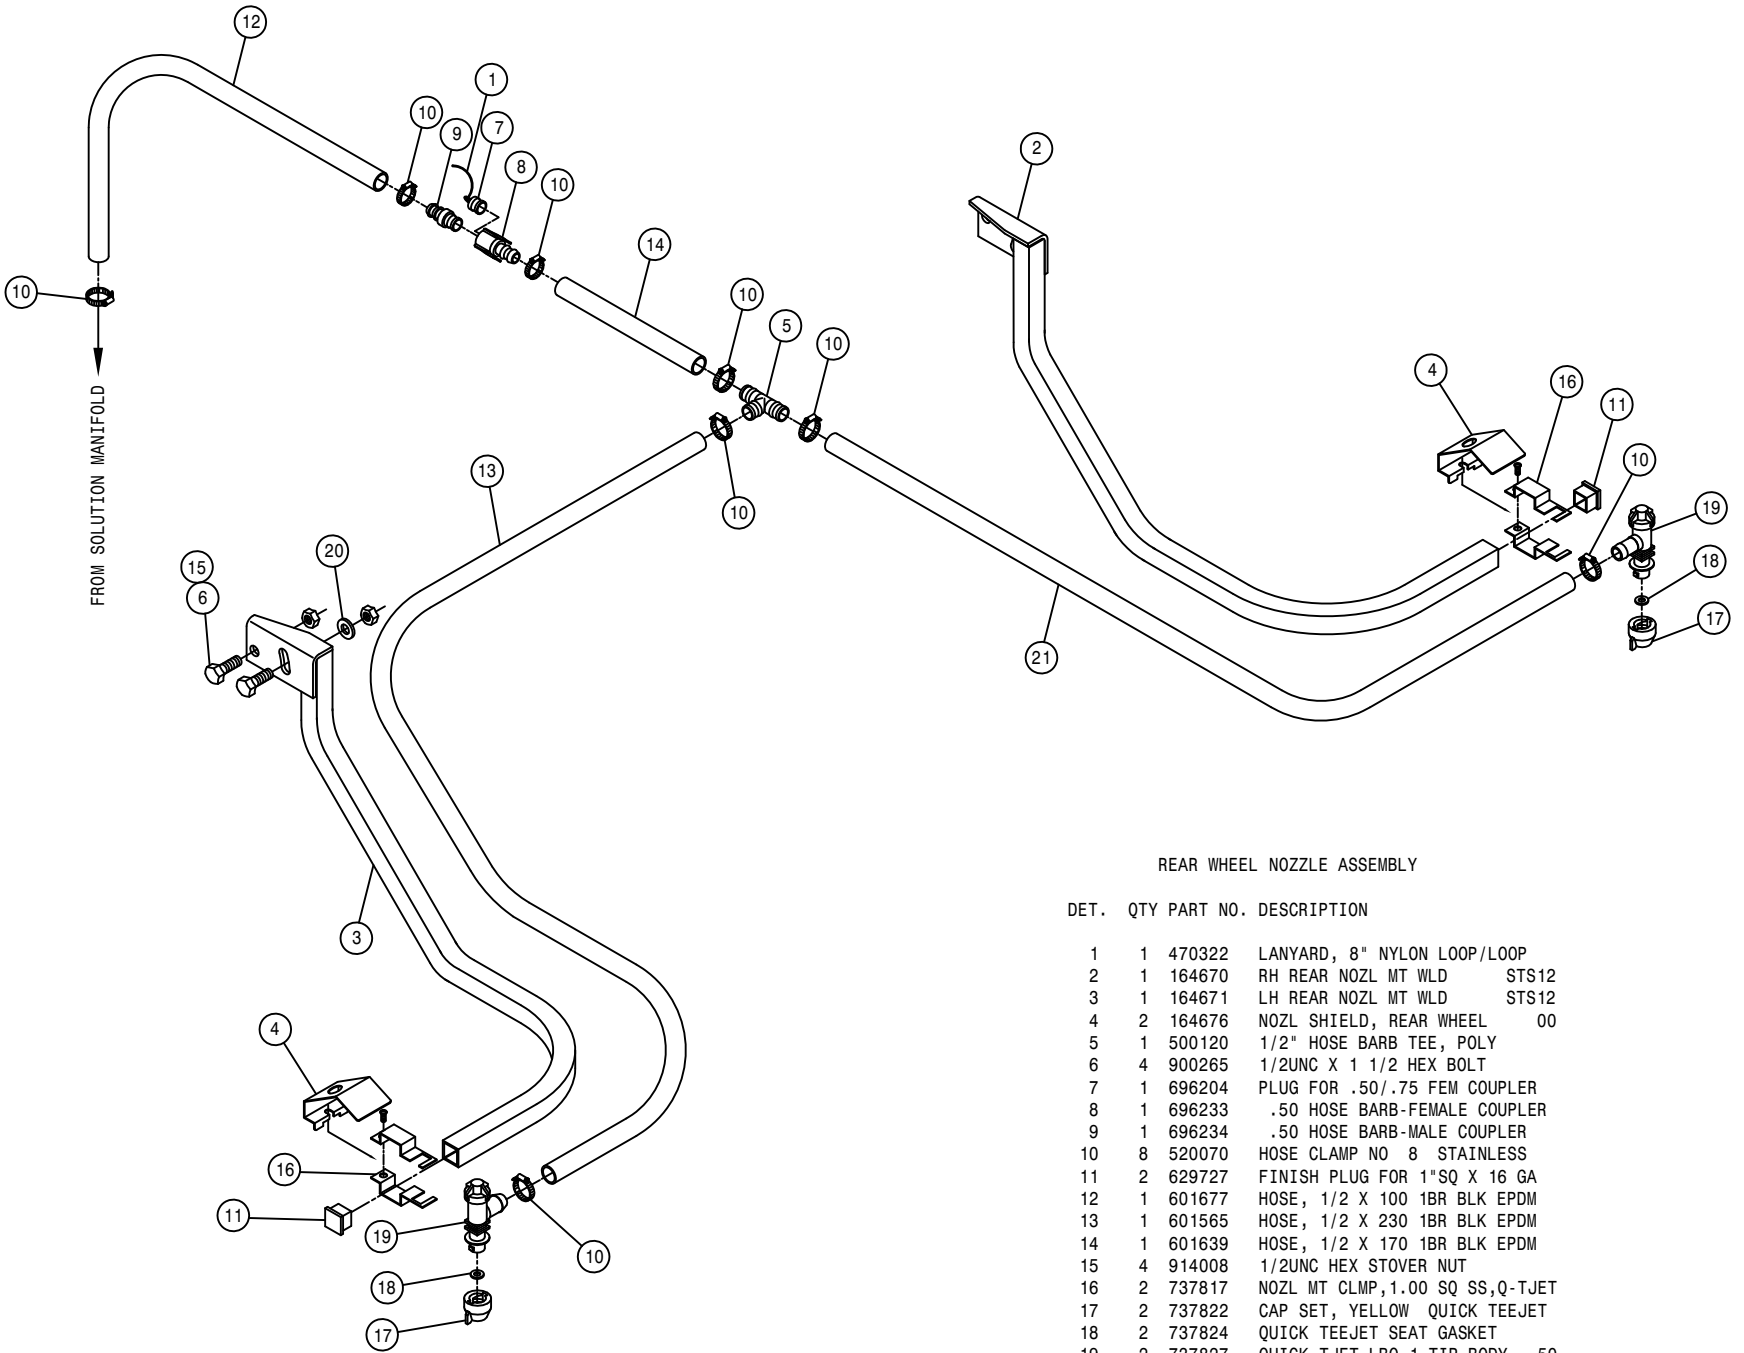 12
1
10
9
7
8
10
2
14
10
10
5
10
4
16
11
10
19
18
17
FROM SOLUTION MANIFOLD
13
10
15
6
20
21
3
4
16
11
19
10
18
17
REAR WHEEL NOZZLE ASSEMBLY
DET. QTY PART NO. DESCRIPTION
1 1 470322 LANYARD, 8" NYLON LOOP/LOOP
2 1 164670 RH REAR NOZL MT WLD STS12
3 1 164671 LH REAR NOZL MT WLD STS12
4 2 164676 NOZL SHIELD, REAR WHEEL 00
5 1 500120 1/2" HOSE BARB TEE, POLY
6 4 900265 1/2UNC X 1 1/2 HEX BOLT
7 1 696204 PLUG FOR .50/.75 FEM COUPLER
8 1 696233 .50 HOSE BARB-FEMALE COUPLER
9 1 696234 .50 HOSE BARB-MALE COUPLER
10 8 520070 HOSE CLAMP NO 8 STAINLESS
11 2 629727 FINISH PLUG FOR 1"SQ X 16 GA
12 1 601677 HOSE, 1/2 X 100 1BR BLK EPDM
13 1 601565 HOSE, 1/2 X 230 1BR BLK EPDM
14 1 601639 HOSE, 1/2 X 170 1BR BLK EPDM
15 4 914008 1/2UNC HEX STOVER NUT
16 2 737817 NOZL MT CLMP,1.00 SQ SS,Q-TJET
17 2 737822 CAP SET, YELLOW QUICK TEEJET
18 2 737824 QUICK TEEJET SEAT GASKET